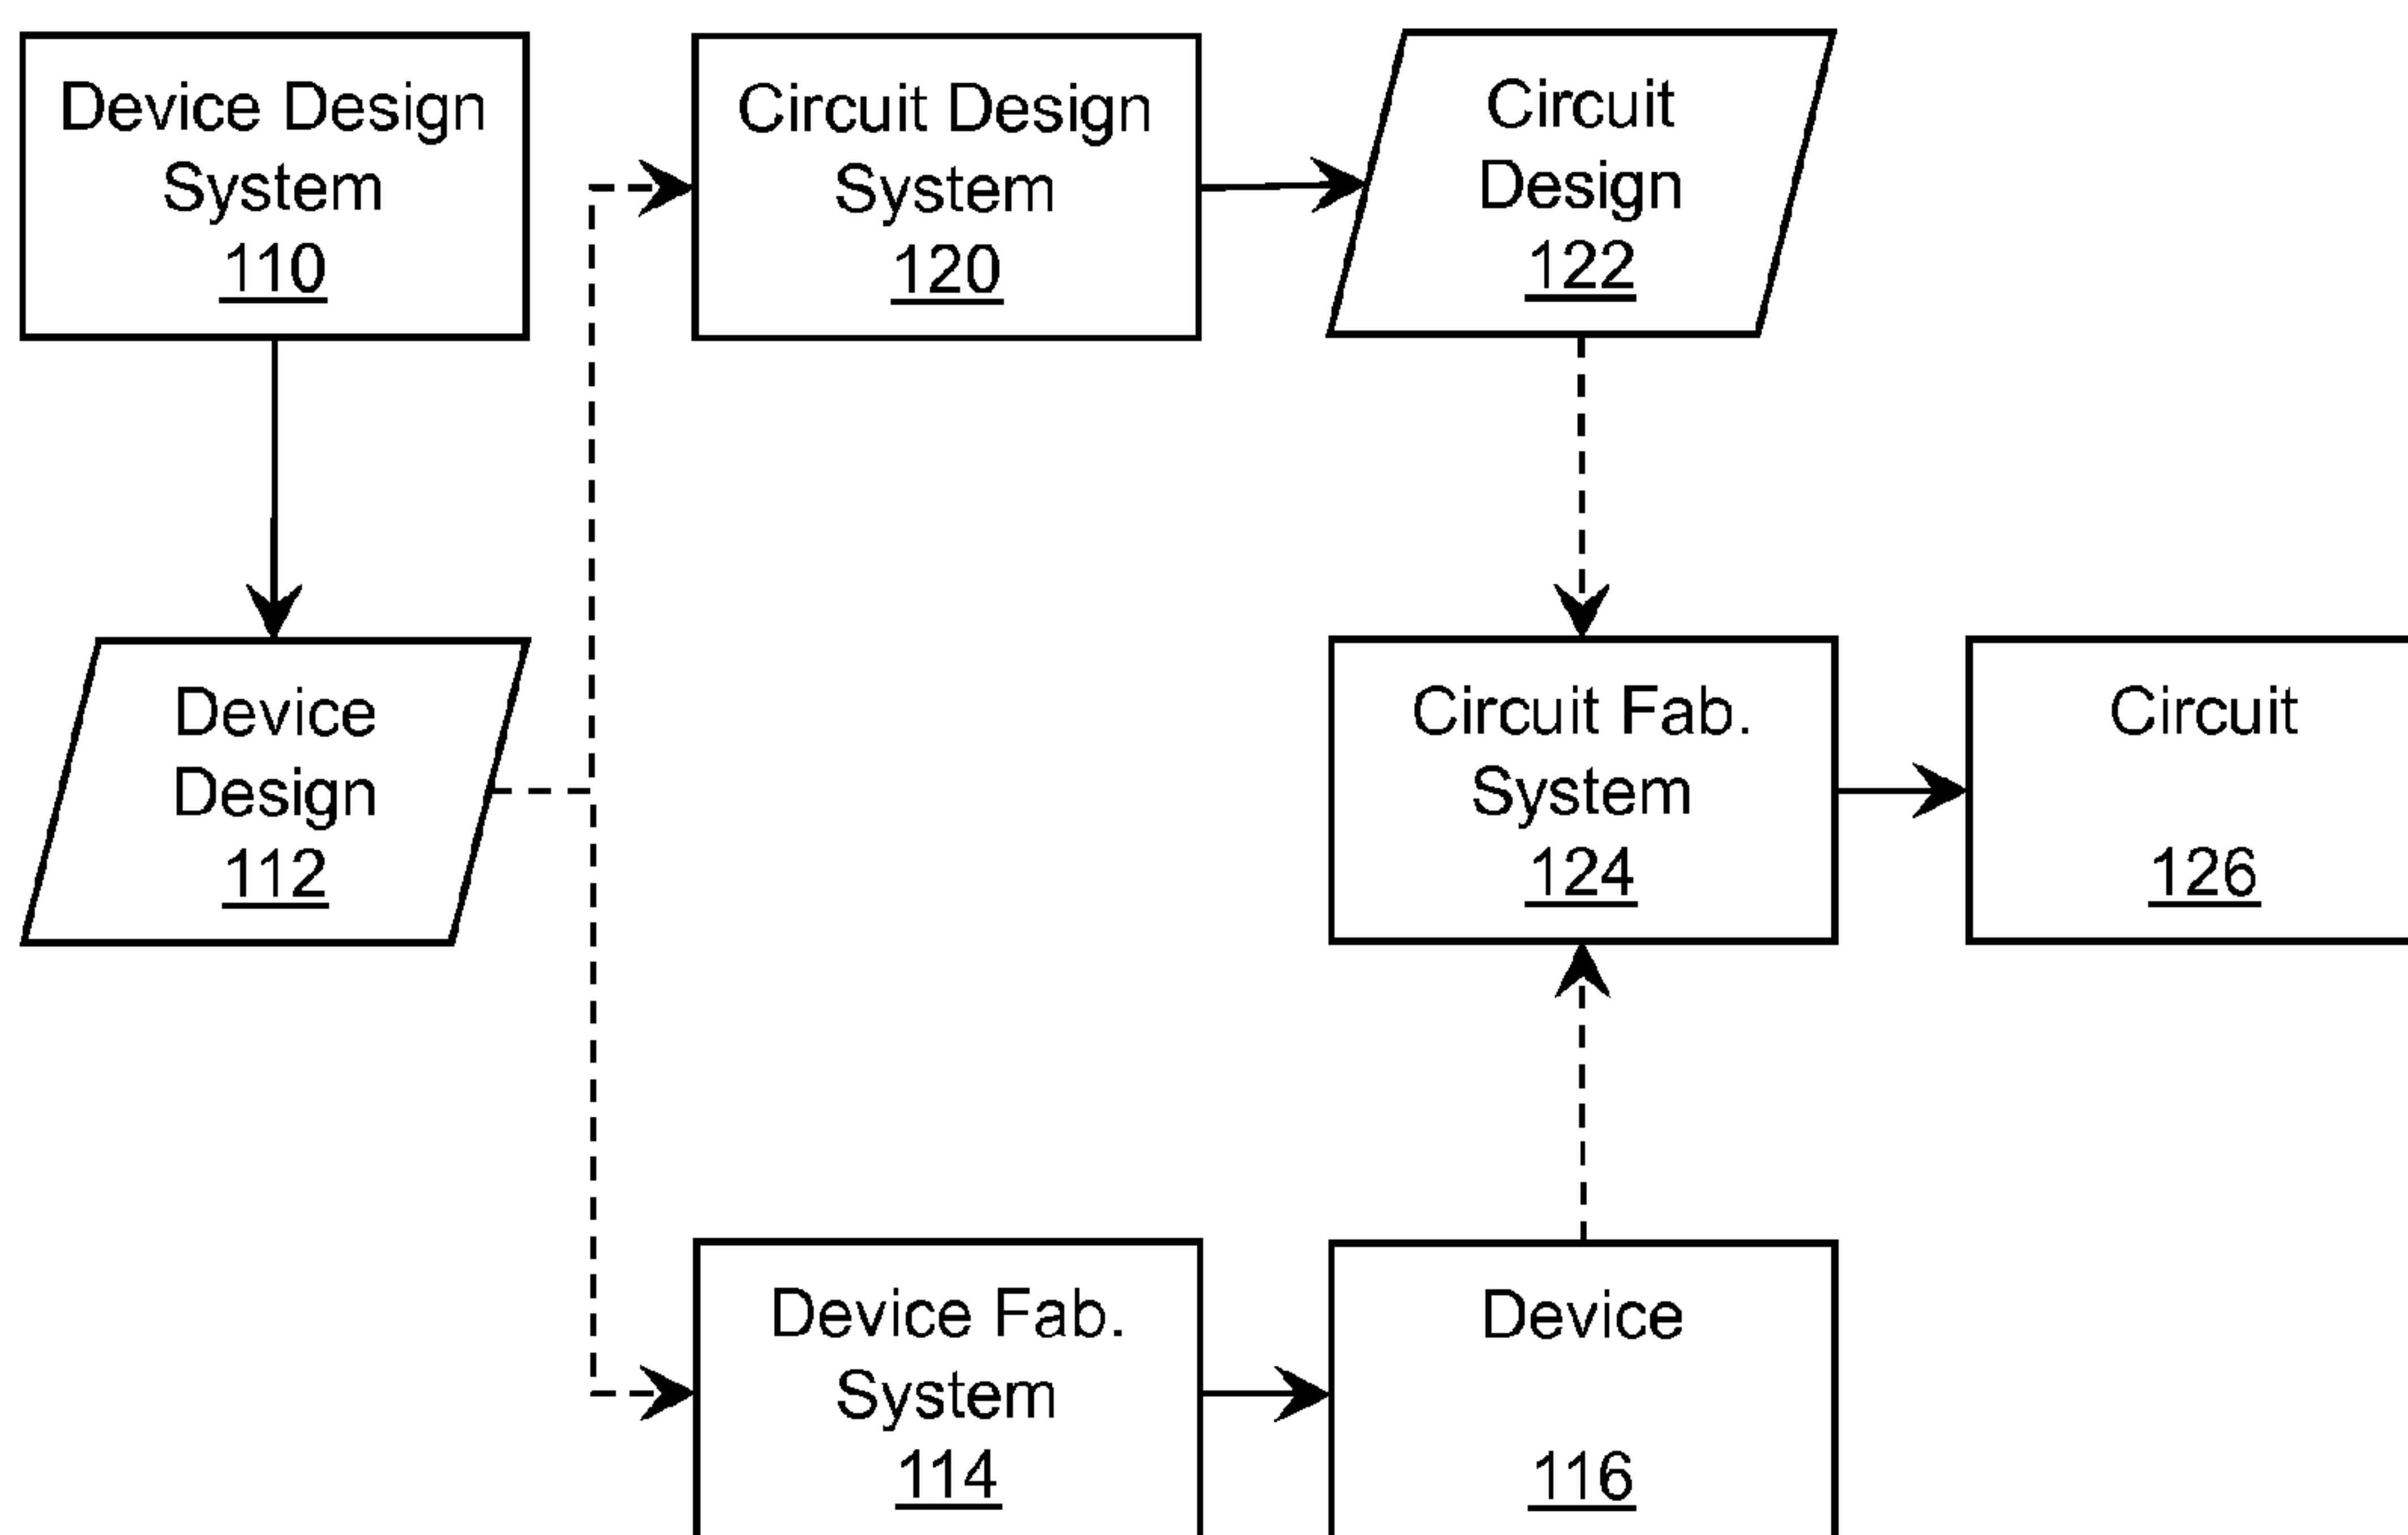 Device Design
System
110
Circuit Design
System
120
Circuit
Design
122
Device
Design
112
Circuit Fab.
System
124
Circuit
126
Device Fab.
System
114
Device
116